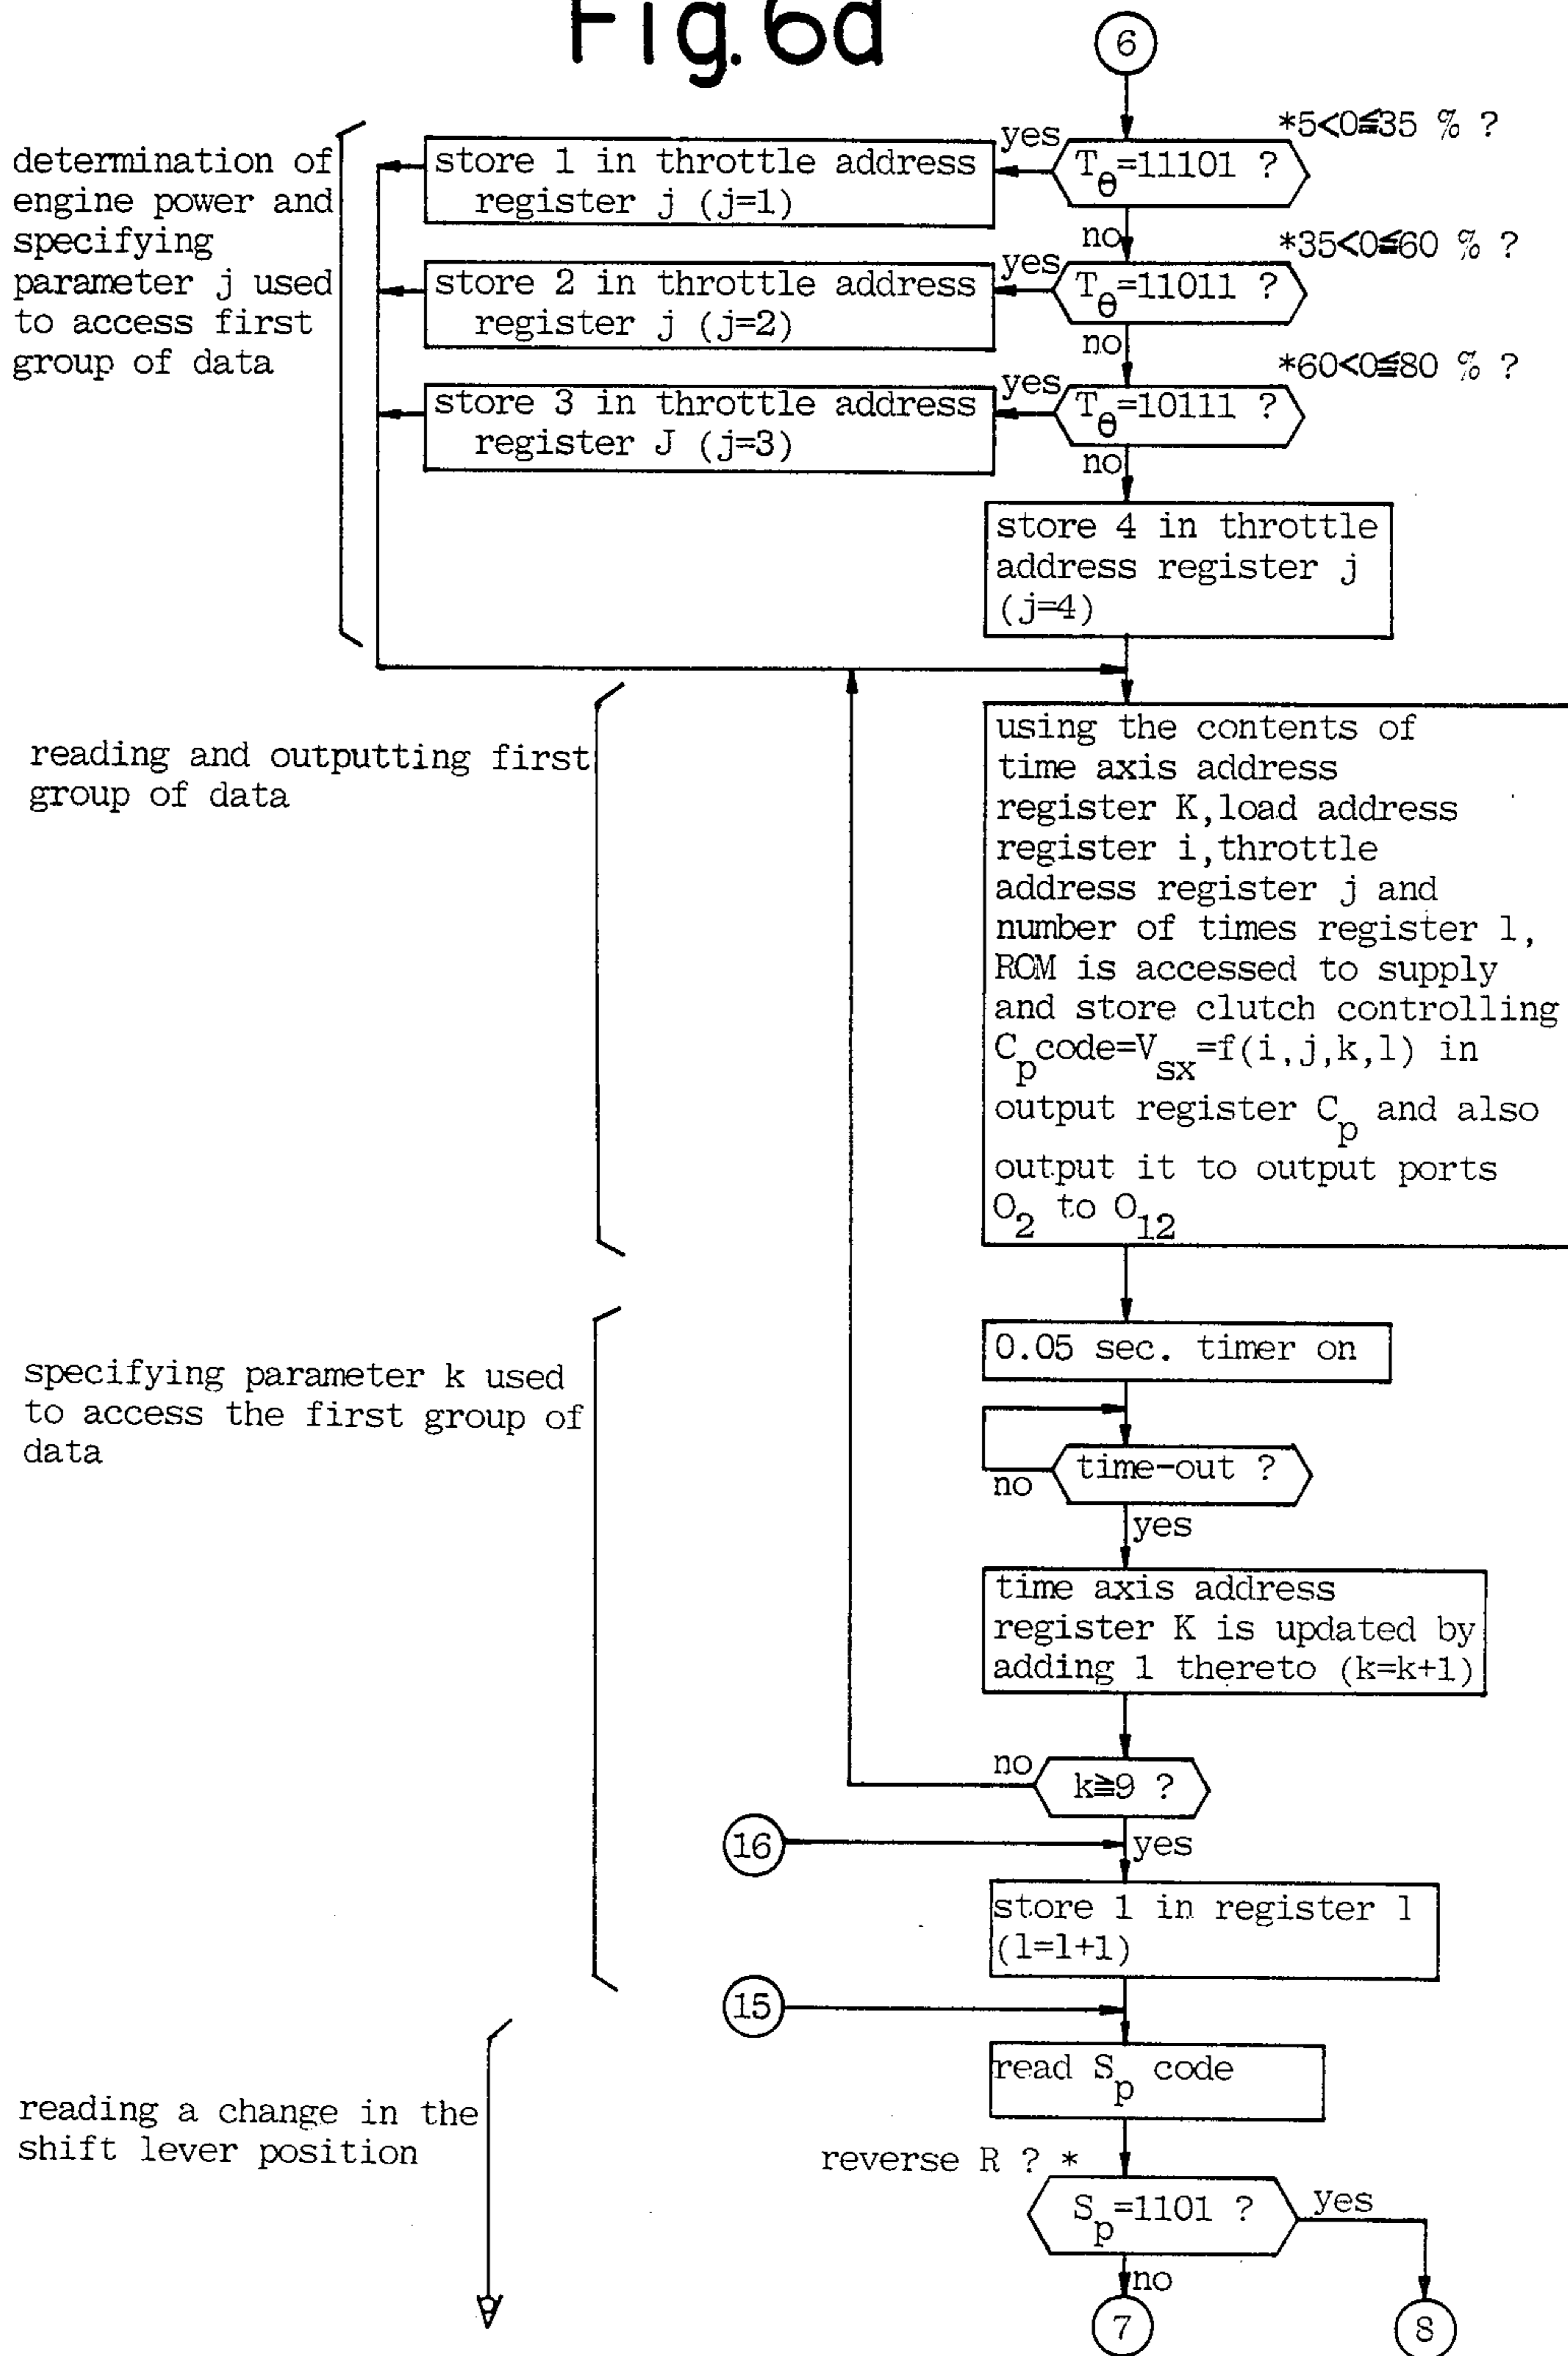 Fig. 6d
6
*5<0≦35 % ?
determination of
engine power and
specifying
parameter j used
to access first
group of data
store 1 in throttle address
register j (j=1)
yes
Tθ=11101 ?
no
*35<0≦60 % ?
store 2 in throttle address
register j (j=2)
yes
Tθ=11011 ?
no
*60<0≦80 % ?
store 3 in throttle address
register J (j=3)
yes
Tθ=10111 ?
no
store 4 in throttle
address register j
(j=4)
reading and outputting first
group of data
using the contents of
time axis address
register K,load address
register i,throttle
address register j and
number of times register l,
ROM is accessed to supply
and store clutch controlling
Cp code=Vsx=f(i,j,k,l) in
output register Cp and also
output it to output ports
O2 to O12
specifying parameter k used
to access the first group of
data
0.05 sec. timer on
time-out ?
no
yes
time axis address
register K is updated by
adding 1 thereto (k=k+1)
no
k≧9 ?
yes
16
store 1 in register l
(l=l+1)
15
read Sp code
reading a change in the
shift lever position
reverse R ? *
Sp=1101 ?
yes
no
7
8